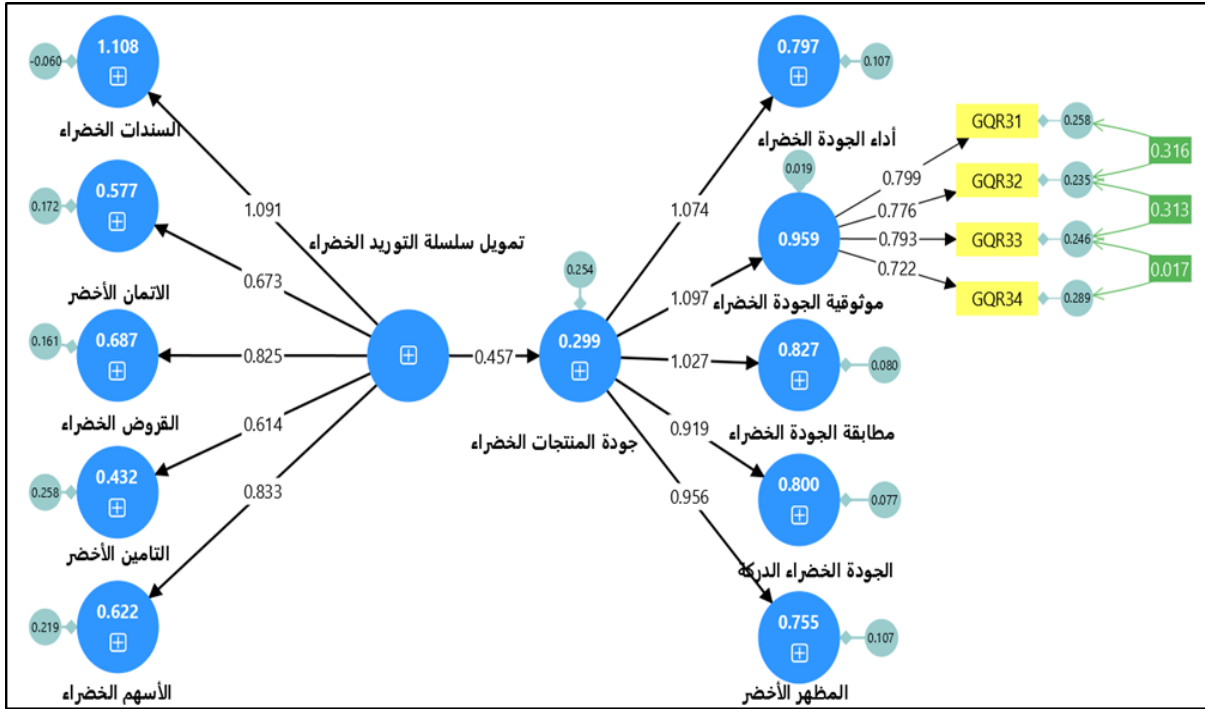 1.108
-0.060
السندات الخضراء
0.577
0.172
الاتمان الأخضر
0.687
0.161
القروض الخضراء
0.432
0.258
التامين الأخضر
0.622
0.219
الأسهم الخضراء
1.091
0.673
0.825
0.614
0.833
تمويل سلسلة التوريد الخضراء
0.457
0.254
0.299
جودة المنتجات الخضراء
1.074
1.097
1.027
0.919
0.956
0.797
0.107
أداء الجودة الخضراء
0.019
0.959
موثوقية الجودة الخضراء
0.827
0.080
مطابقة الجودة الخضراء
0.800
0.077
الجودة الخضراء الدركة
0.755
0.107
المظهر الأخضر
0.799
0.776
0.793
0.722
GQR31
0.258
GQR32
0.235
GQR33
0.246
GQR34
0.289
0.316
0.313
0.017